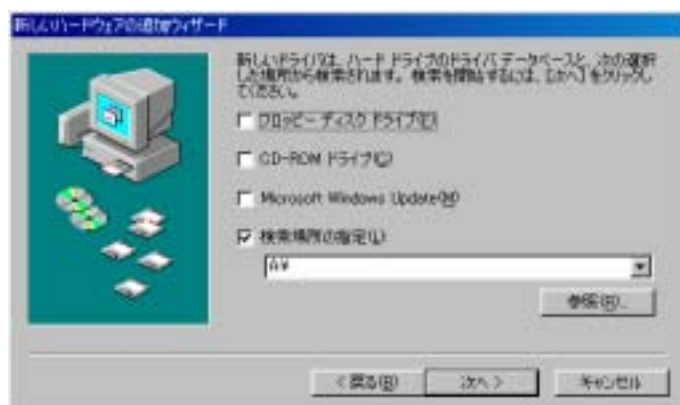 新しいハードウェアの追加ウィザード
新しいドライバは、ハード ドライブのドライバ データベースと、次の選択
した場所から検索されます。検索を開始するには、[次へ] をクリックし
てください。
フロッピー ディスク ドライブ(F)
CD-ROM ドライブ(C)
Microsoft Windows Update(M)
検索場所の指定(L)
A:¥
参照(R)...
< 戻る(B)
次へ >
キャンセル